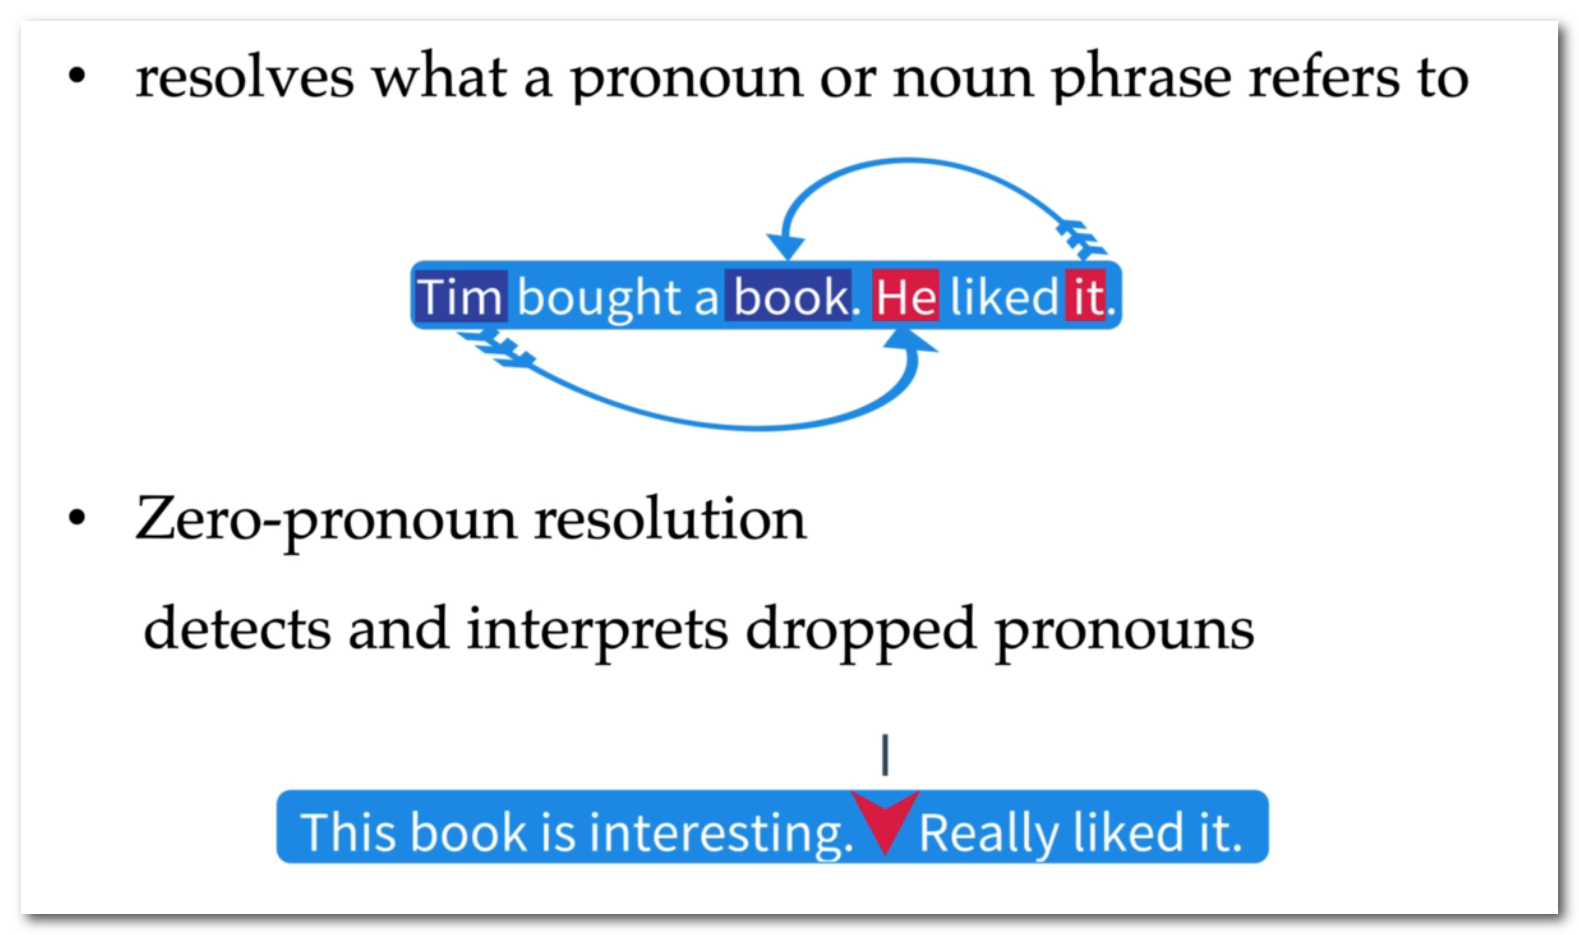 • resolves what a pronoun or noun phrase refers to
Tim bought a book. He liked it.
• Zero-pronoun resolution
detects and interprets dropped pronouns
I
This book is interesting. Really liked it.